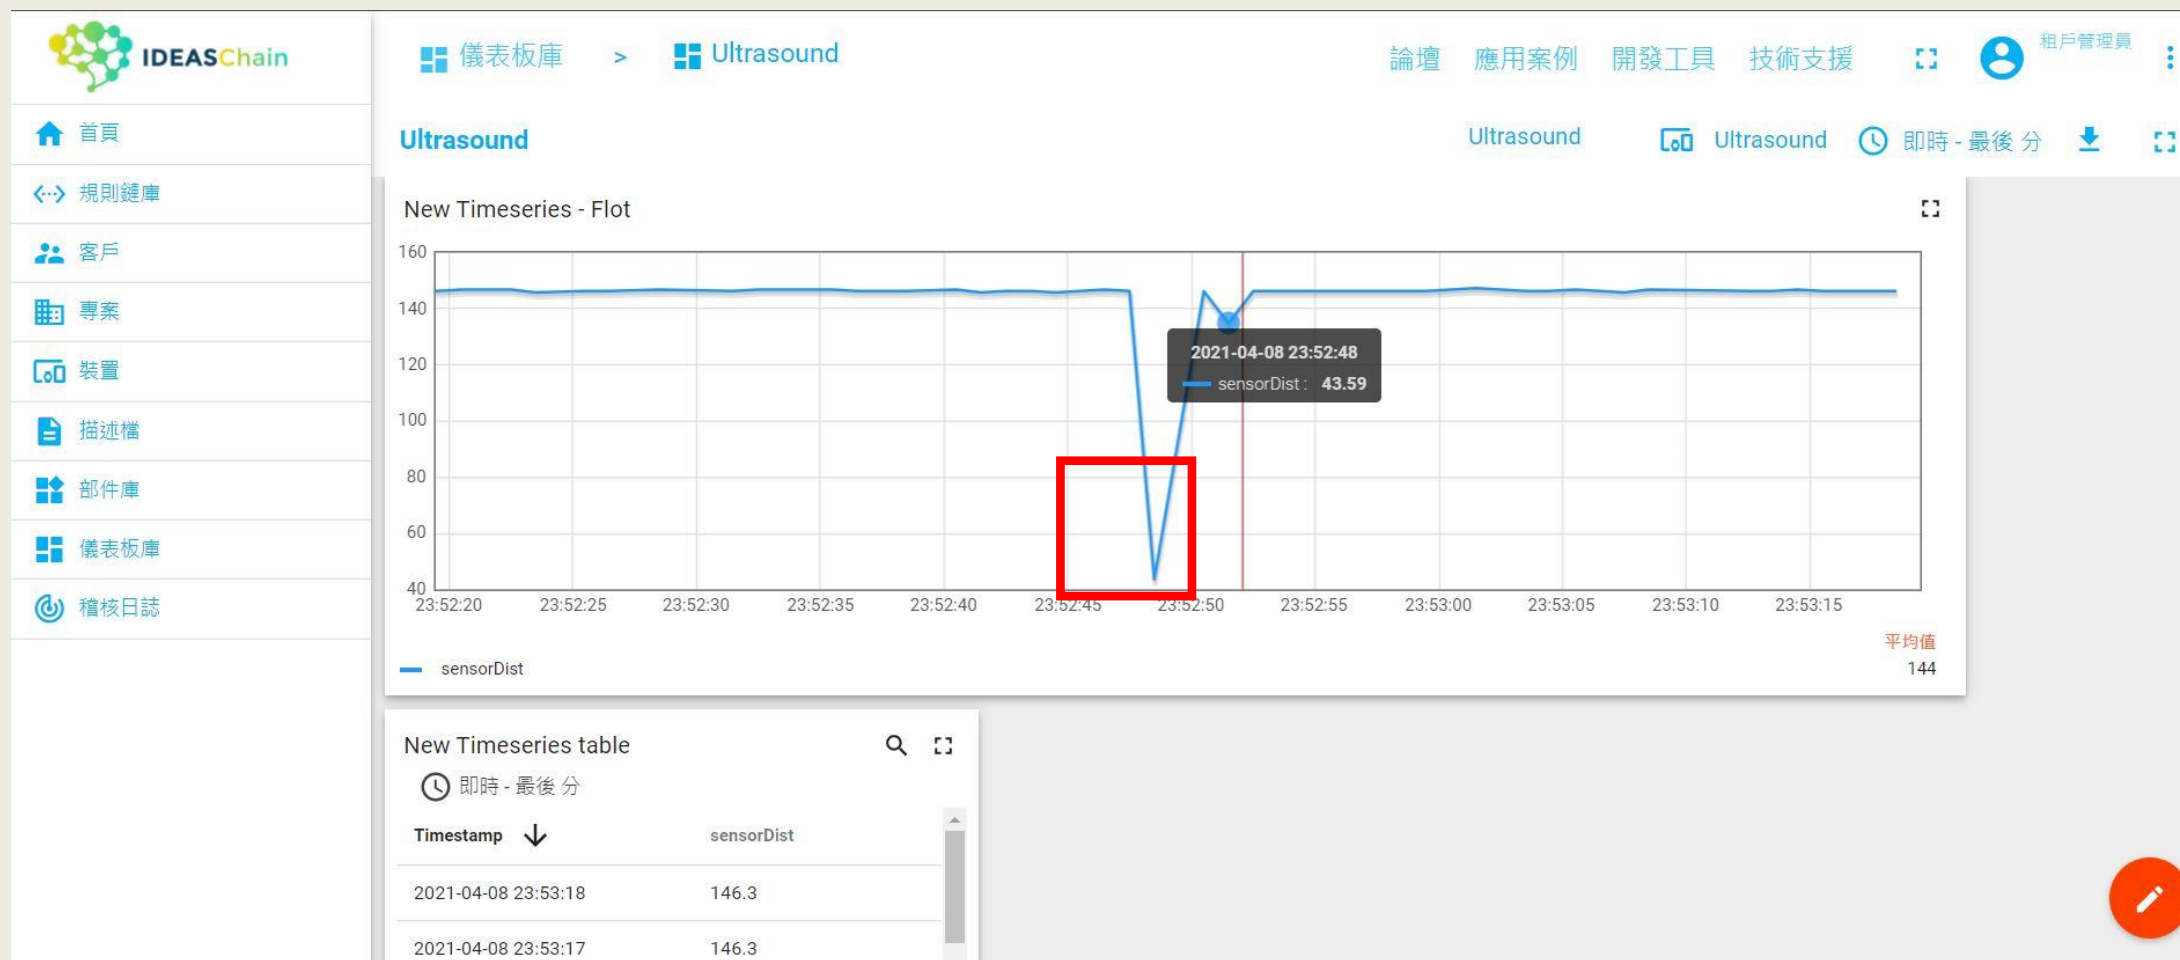 IDEASChain
儀表板庫 > Ultrasound
論壇 應用案例 開發工具 技術支援 租戶管理員
首頁
規則鏈庫
客戶
專案
裝置
描述檔
部件庫
儀表板庫
稽核日誌
Ultrasound
Ultrasound Ultrasound 即時 - 最後 分
New Timeseries - Flot
160
140
120
100
80
60
40
23:52:20 23:52:25 23:52:30 23:52:35 23:52:40 23:52:45 23:52:50 23:52:55 23:53:00 23:53:05 23:53:10 23:53:15
2021-04-08 23:52:48
sensorDist : 43.59
平均值
sensorDist 144
New Timeseries table
即時 - 最後 分
Timestamp sensorDist
2021-04-08 23:53:18 146.3
2021-04-08 23:53:17 146.3